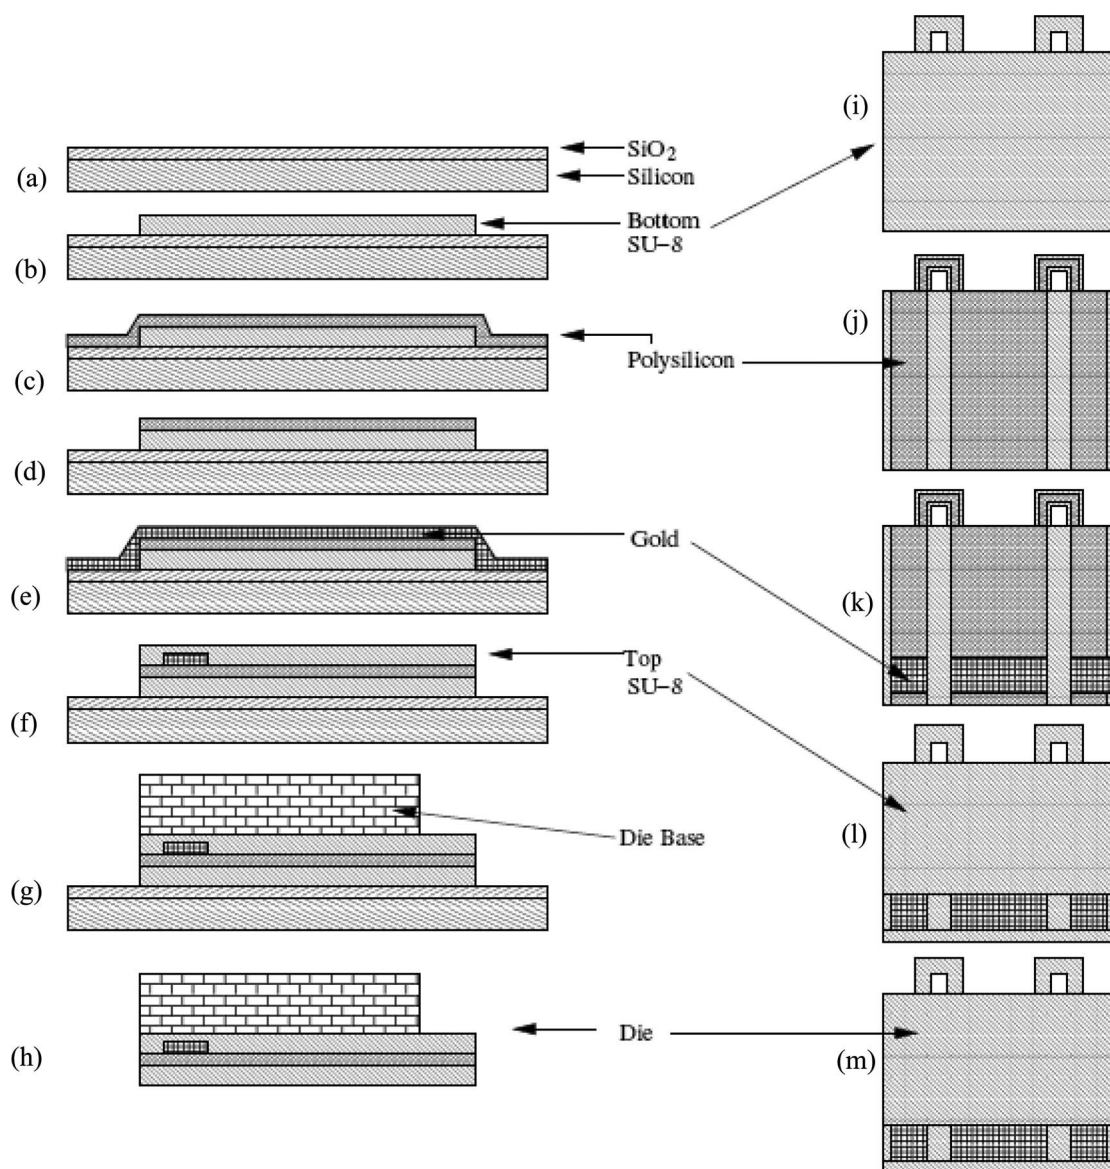 (a)
SiO2
Silicon
(b)
Bottom
SU-8
(c)
Polysilicon
(d)
(e)
Gold
(f)
Top
SU-8
(g)
Die Base
(h)
Die
(i)
(j)
(k)
(l)
(m)